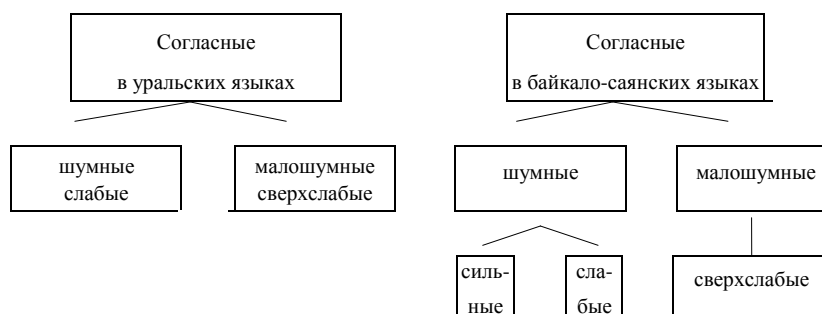 Согласные
в уральских языках
Согласные
в байкало-саянских языках
шумные
слабые
малошумные
сверхслабые
шумные
малошумные
силь-
ные
сла-
бые
сверхслабые